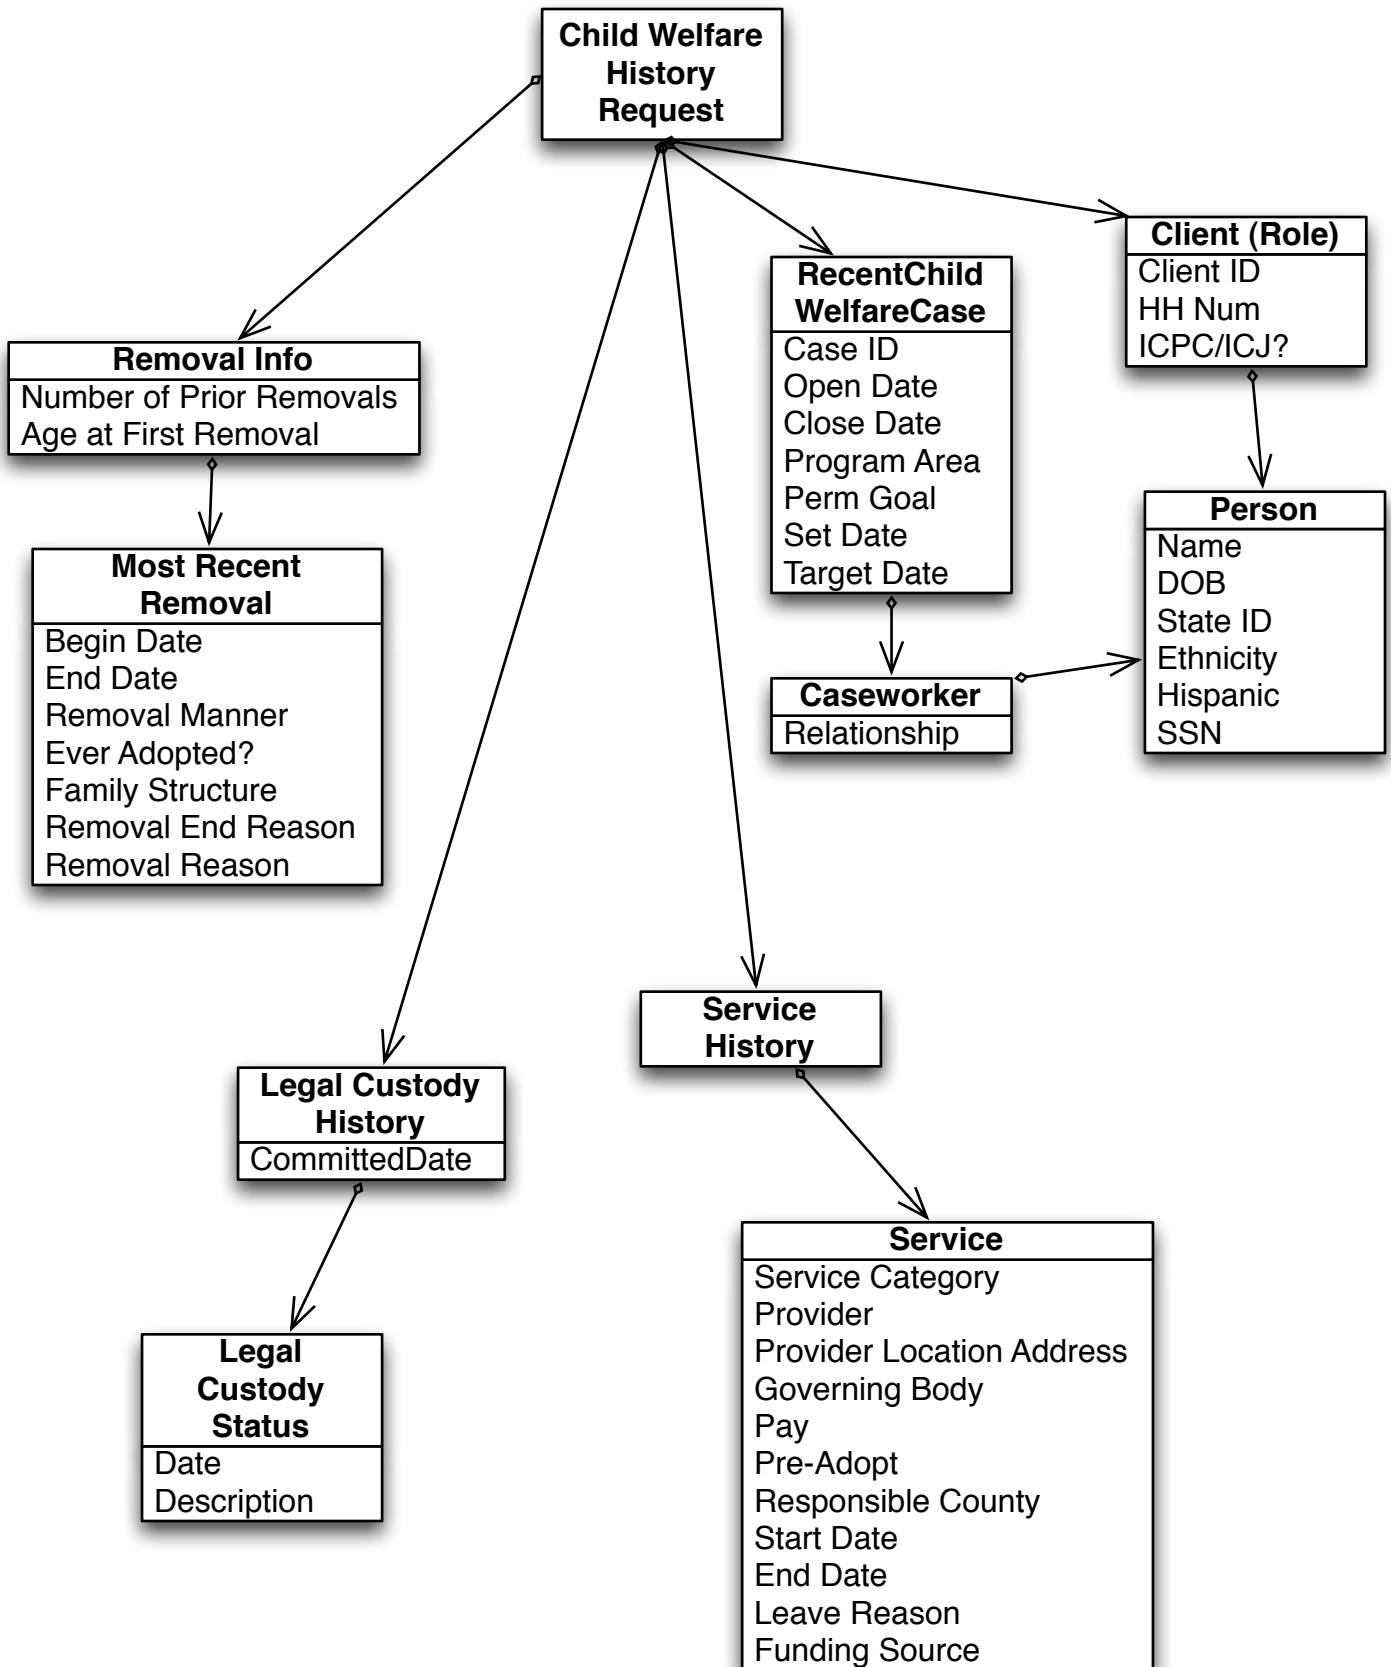 Child Welfare
History
Request
Client (Role)
Client ID
HH Num
ICPC/ICJ?
RecentChild
WelfareCase
Case ID
Open Date
Close Date
Program Area
Perm Goal
Set Date
Target Date
Removal Info
Number of Prior Removals
Age at First Removal
Person
Name
DOB
State ID
Ethnicity
Hispanic
SSN
Most Recent
Removal
Begin Date
End Date
Removal Manner
Ever Adopted?
Family Structure
Removal End Reason
Removal Reason
Caseworker
Relationship
Service
History
Legal Custody
History
CommittedDate
Service
Service Category
Provider
Provider Location Address
Governing Body
Pay
Pre-Adopt
Responsible County
Start Date
End Date
Leave Reason
Funding Source
Legal
Custody
Status
Date
Description